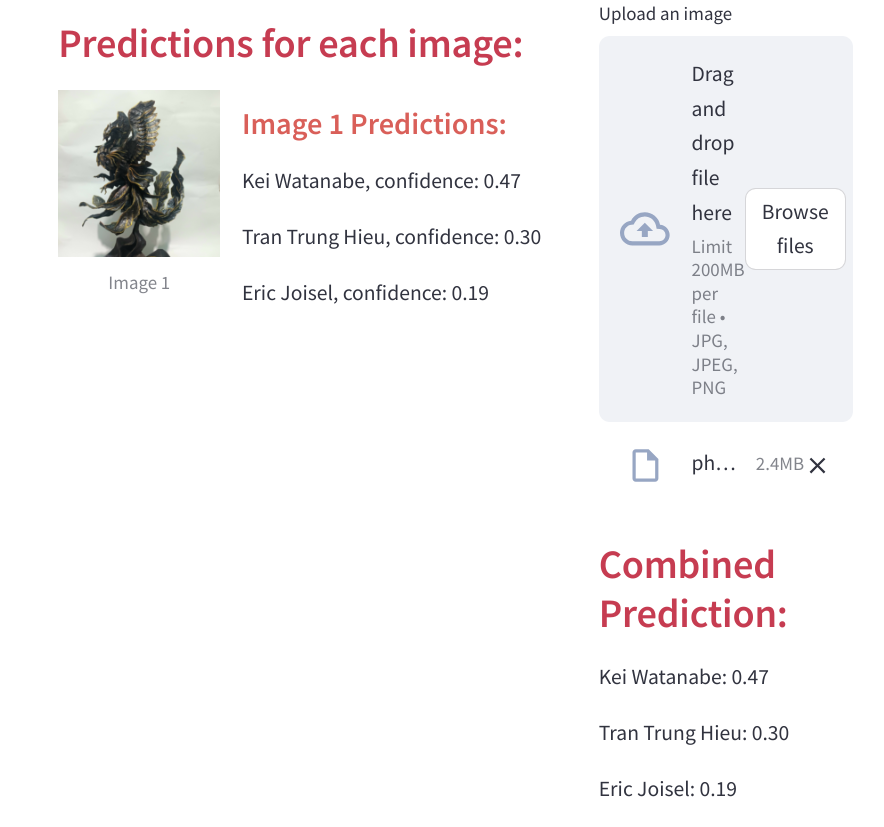 Predictions for each image:
Image 1 Predictions:
Kei Watanabe, confidence: 0.47
Tran Trung Hieu, confidence: 0.30
Eric Joisel, confidence: 0.19
Image 1
Upload an image
Drag
and
drop
file
here
Limit
200MB
per
file •
JPG,
JPEG,
PNG
Browse
files
ph… 2.4MB
Combined
Prediction:
Kei Watanabe: 0.47
Tran Trung Hieu: 0.30
Eric Joisel: 0.19